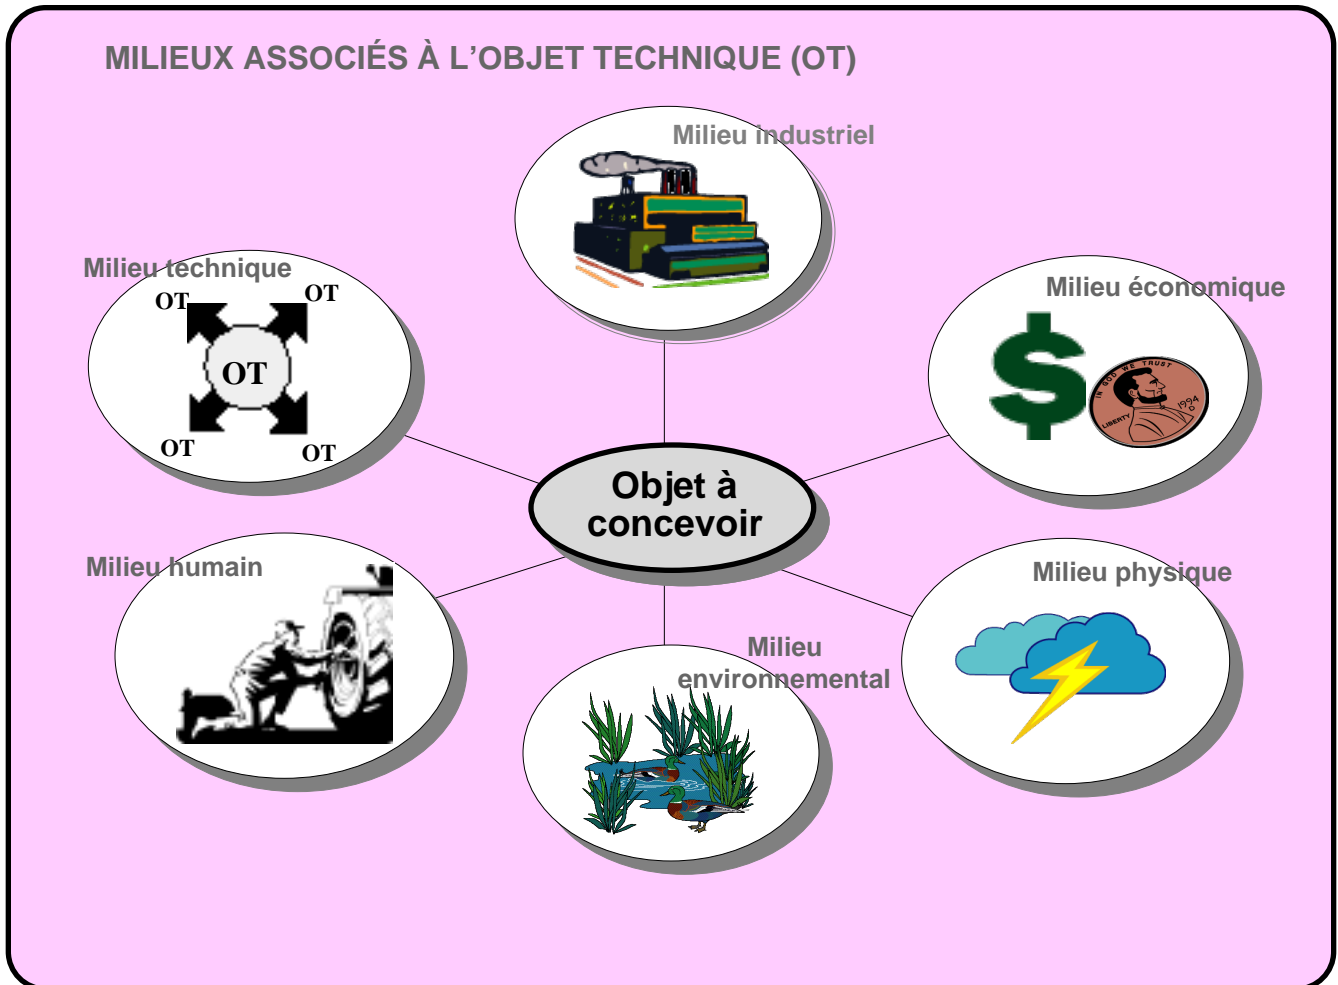 MILIEUX ASSOCIÉS À L’OBJET TECHNIQUE (OT)
Milieu industriel
Milieu technique
OT
OT
OT
OT
OT
Milieu économique
IN GOD WE TRUST
LIBERTY
1994
D
Objet à
concevoir
Milieu humain
Milieu physique
Milieu
environnemental